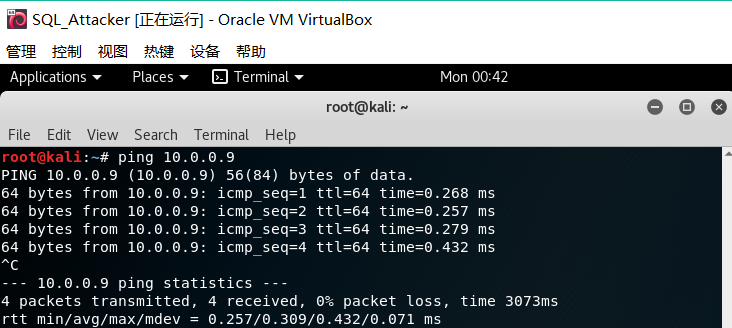 SQL_Attacker [正在运行] - Oracle VM VirtualBox
管理 控制 视图 热键 设备 帮助
Applications Places Terminal Mon 00:42
root@kali: ~
File Edit View Search Terminal Help
root@kali:~# ping 10.0.0.9
PING 10.0.0.9 (10.0.0.9) 56(84) bytes of data.
64 bytes from 10.0.0.9: icmp_seq=1 ttl=64 time=0.268 ms
64 bytes from 10.0.0.9: icmp_seq=2 ttl=64 time=0.257 ms
64 bytes from 10.0.0.9: icmp_seq=3 ttl=64 time=0.279 ms
64 bytes from 10.0.0.9: icmp_seq=4 ttl=64 time=0.432 ms
^C
--- 10.0.0.9 ping statistics ---
4 packets transmitted, 4 received, 0% packet loss, time 3073ms
rtt min/avg/max/mdev = 0.257/0.309/0.432/0.071 ms